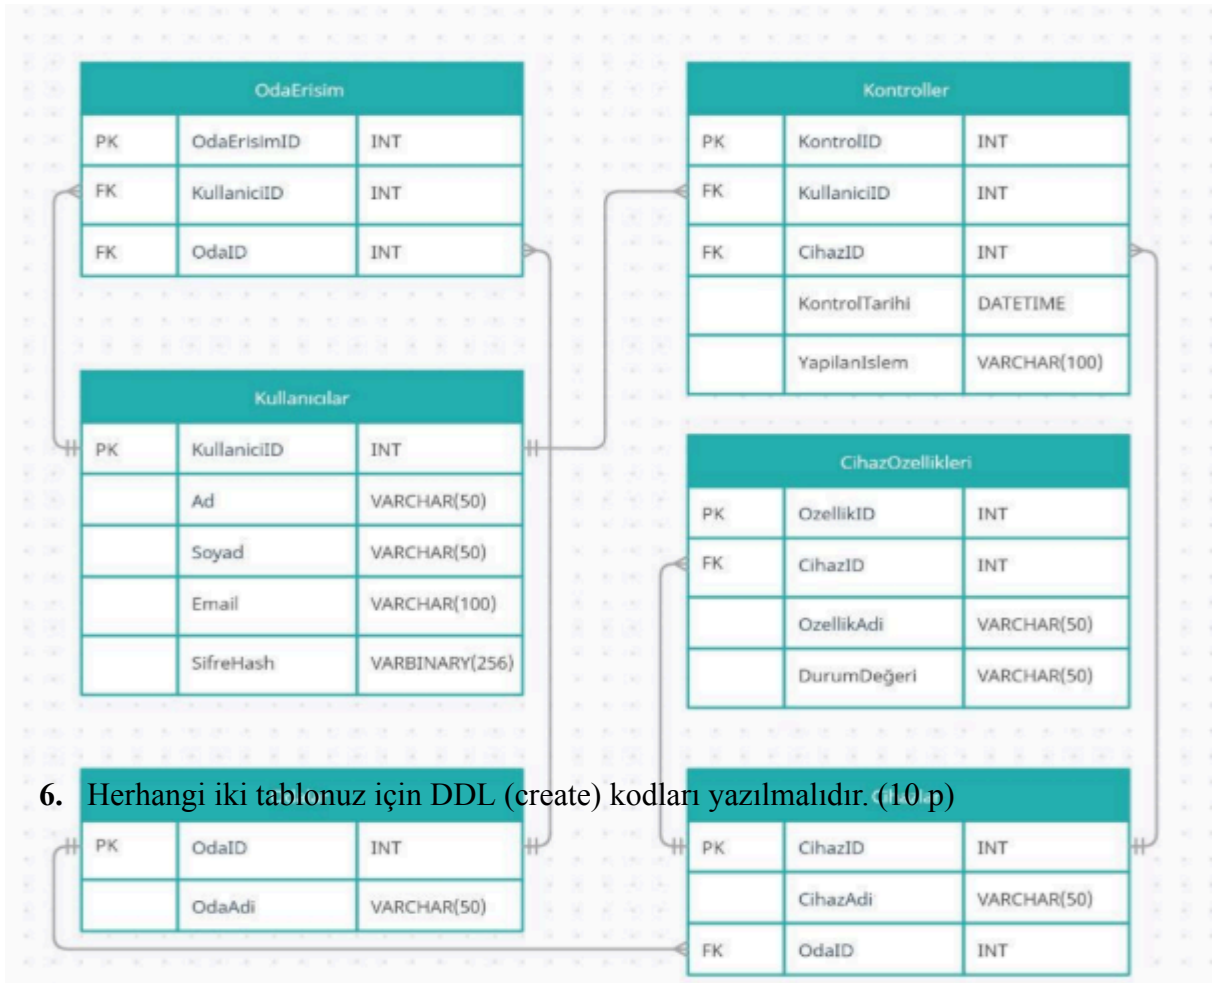 OdaErisim
PK OdaErisimID INT
FK KullaniciID INT
FK OdaID INT
Kullanıcılar
PK KullaniciID INT
Ad VARCHAR(50)
Soyad VARCHAR(50)
Email VARCHAR(100)
SifreHash VARBINARY(256)
Kontroller
PK KontrolID INT
FK KullaniciID INT
FK CihazID INT
KontrolTarihi DATETIME
YapilanIslem VARCHAR(100)
CihazOzellikleri
PK OzellikID INT
FK CihazID INT
OzellikAdi VARCHAR(50)
DurumDeğeri VARCHAR(50)
6. Herhangi iki tablonuz için DDL (create) kodları yazılmalıdır. (10 p)
PK OdaID INT
OdaAdi VARCHAR(50)
PK CihazID INT
CihazAdi VARCHAR(50)
FK OdaID INT